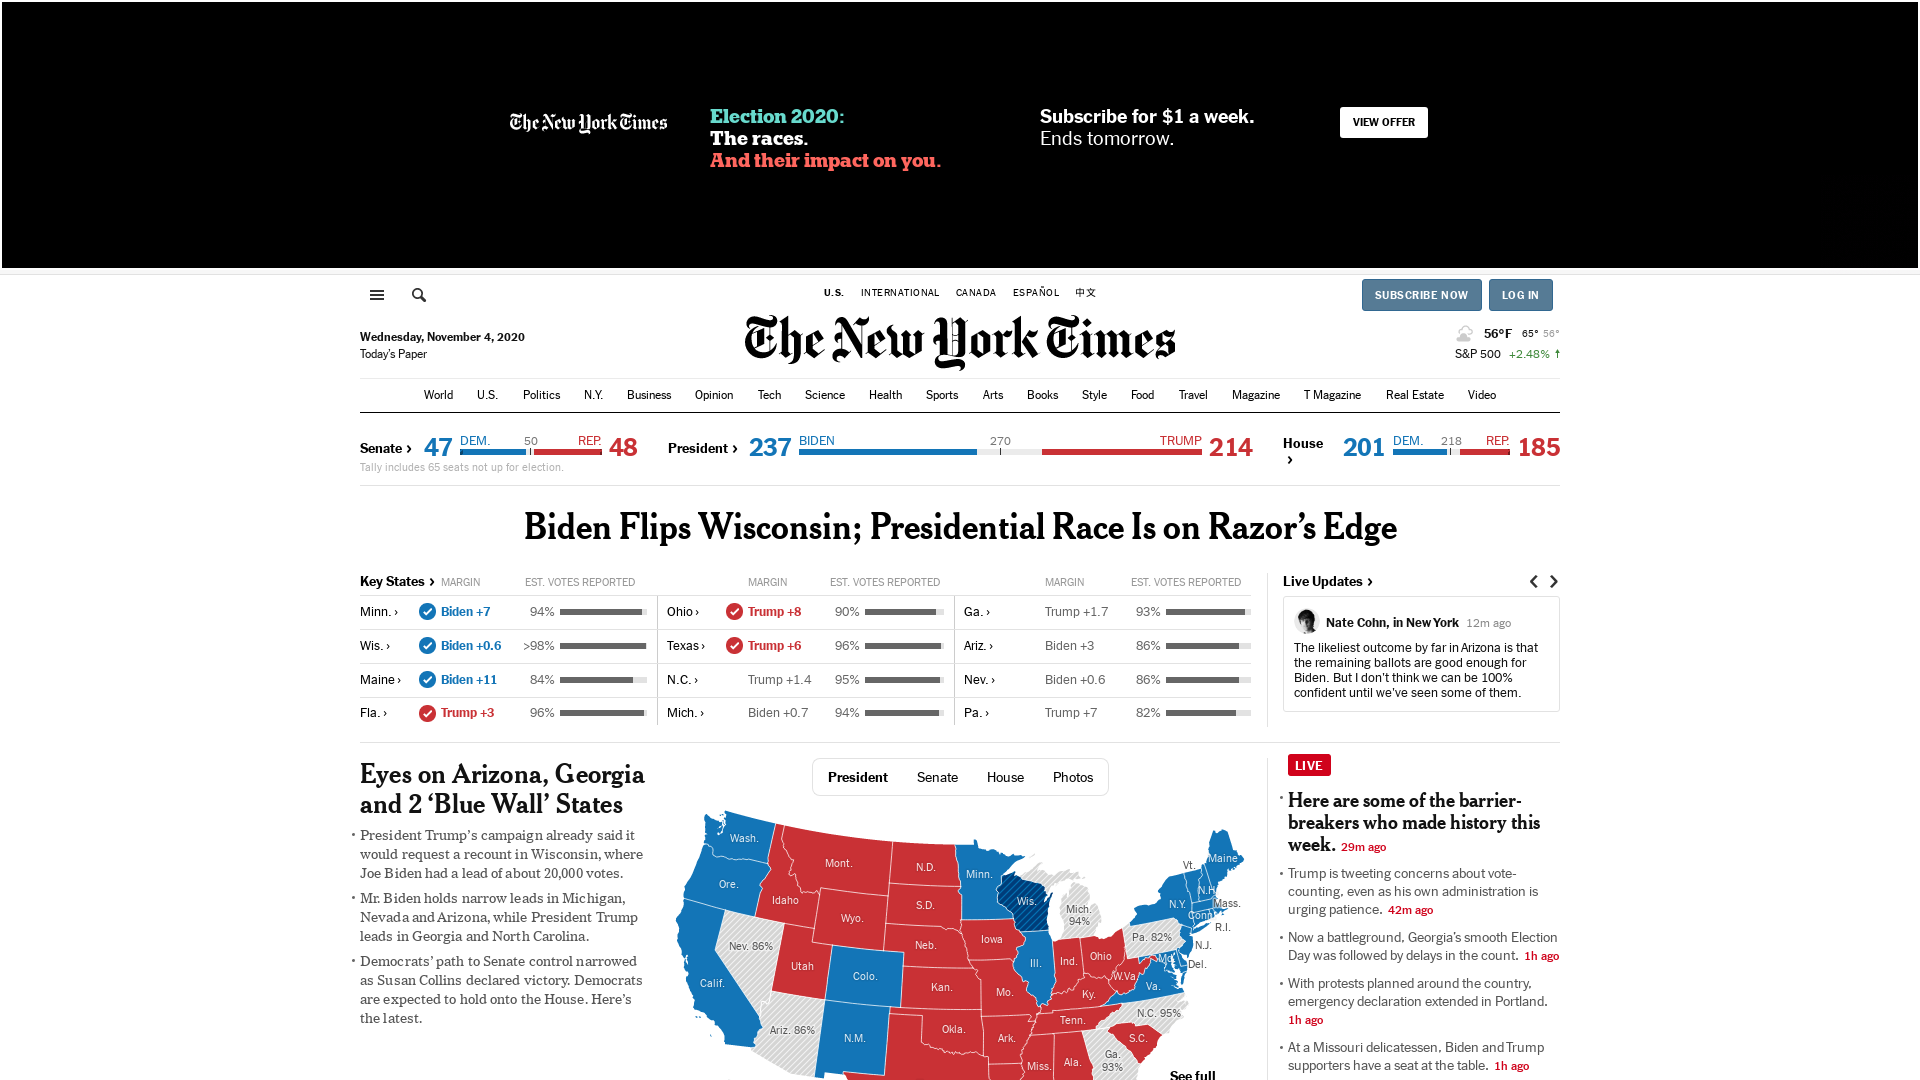 The New York Times
Election 2020:
The races.
And their impact on you.
Subscribe for $1 a week.
Ends tomorrow.
VIEW OFFER
U.S. INTERNATIONAL CANADA ESPAÑOL 中文
SUBSCRIBE NOW LOG IN
Wednesday, November 4, 2020
Today's Paper
The New York Times
56°F 65° 56°
S&P 500 +2.48% ↑
World U.S. Politics N.Y. Business Opinion Tech Science Health Sports Arts Books Style Food Travel Magazine T Magazine Real Estate Video
Senate › 47 DEM. 50 REP. 48
Tally includes 65 seats not up for election.
President › 237 BIDEN 270 TRUMP 214
House › 201 DEM. 218 REP. 185
Biden Flips Wisconsin; Presidential Race Is on Razor's Edge
Key States › MARGIN EST. VOTES REPORTED MARGIN EST. VOTES REPORTED MARGIN EST. VOTES REPORTED
Minn. › Biden +7 94% Ohio › Trump +8 90% Ga. › Trump +1.7 93%
Wis. › Biden +0.6 >98% Texas › Trump +6 96% Ariz. › Biden +3 86%
Maine › Biden +11 84% N.C. › Trump +1.4 95% Nev. › Biden +0.6 86%
Fla. › Trump +3 96% Mich. › Biden +0.7 94% Pa. › Trump +7 82%
Live Updates ›
Nate Cohn, in New York 12m ago
The likeliest outcome by far in Arizona is that
the remaining ballots are good enough for
Biden. But I don't think we can be 100%
confident until we've seen some of them.
Eyes on Arizona, Georgia
and 2 ‘Blue Wall’ States
• President Trump's campaign already said it
would request a recount in Wisconsin, where
Joe Biden had a lead of about 20,000 votes.
• Mr. Biden holds narrow leads in Michigan,
Nevada and Arizona, while President Trump
leads in Georgia and North Carolina.
• Democrats' path to Senate control narrowed
as Susan Collins declared victory. Democrats
are expected to hold onto the House. Here's
the latest.
President Senate House Photos
Wash.
Mont.
N.D.
Minn.
Vt.
Maine
Ore.
Idaho
S.D.
Wis.
Mich.
94%
N.H.
Mass.
Wyo.
N.Y.
Conn.
R.I.
Nev. 86%
Neb.
Iowa
Pa. 82%
N.J.
Utah
Colo.
Ill.
Ind.
Ohio
Md.
Del.
Calif.
Kan.
Mo.
W.Va.
Ky.
Va.
Ariz. 86%
N.M.
Okla.
Ark.
Tenn.
N.C. 95%
S.C.
Miss.
Ala.
Ga.
93%
See full
LIVE
• Here are some of the barrier-
breakers who made history this
week. 29m ago
• Trump is tweeting concerns about vote-
counting, even as his own administration is
urging patience. 42m ago
• Now a battleground, Georgia's smooth Election
Day was followed by delays in the count. 1h ago
• With protests planned around the country,
emergency declaration extended in Portland.
1h ago
• At a Missouri delicatessen, Biden and Trump
supporters have a seat at the table. 1h ago